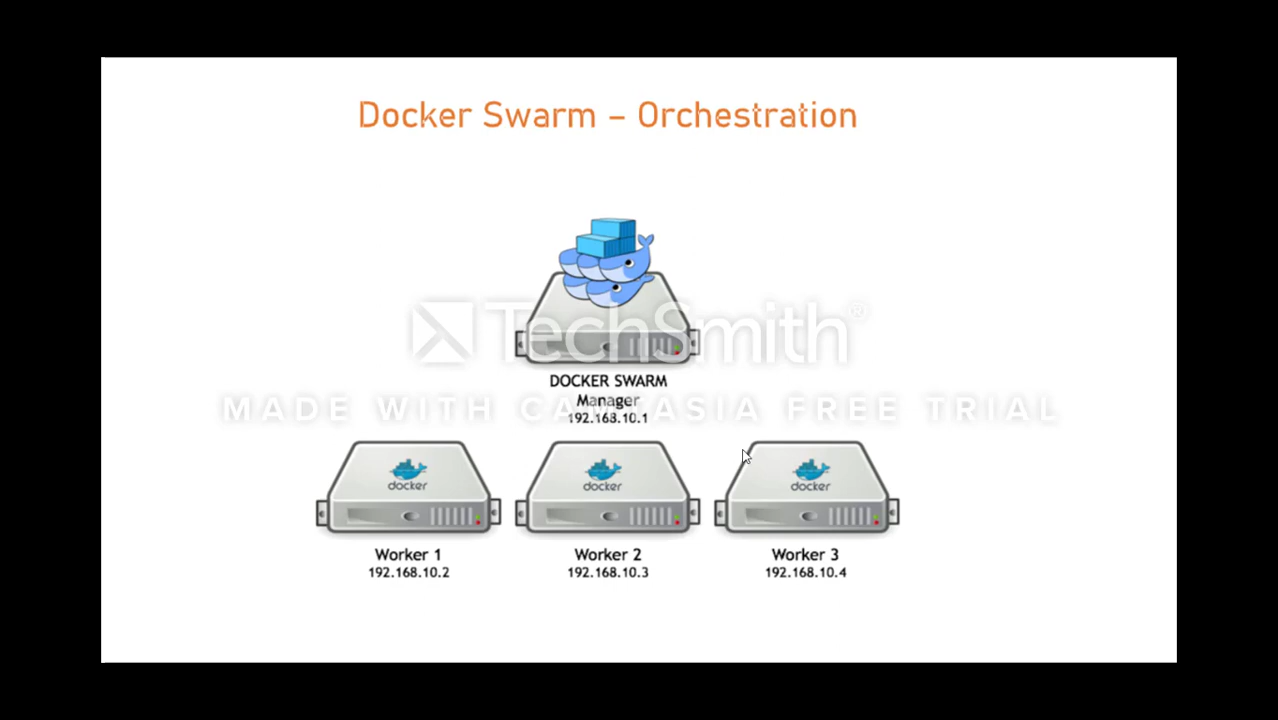 Docker Swarm – Orchestration
TechSmith®
DOCKER SWARM
Manager
MADE WITH CAMTASIA FREE TRIAL
192.168.10.1
docker
docker
docker
Worker 1
Worker 2
Worker 3
192.168.10.2
192.168.10.3
192.168.10.4